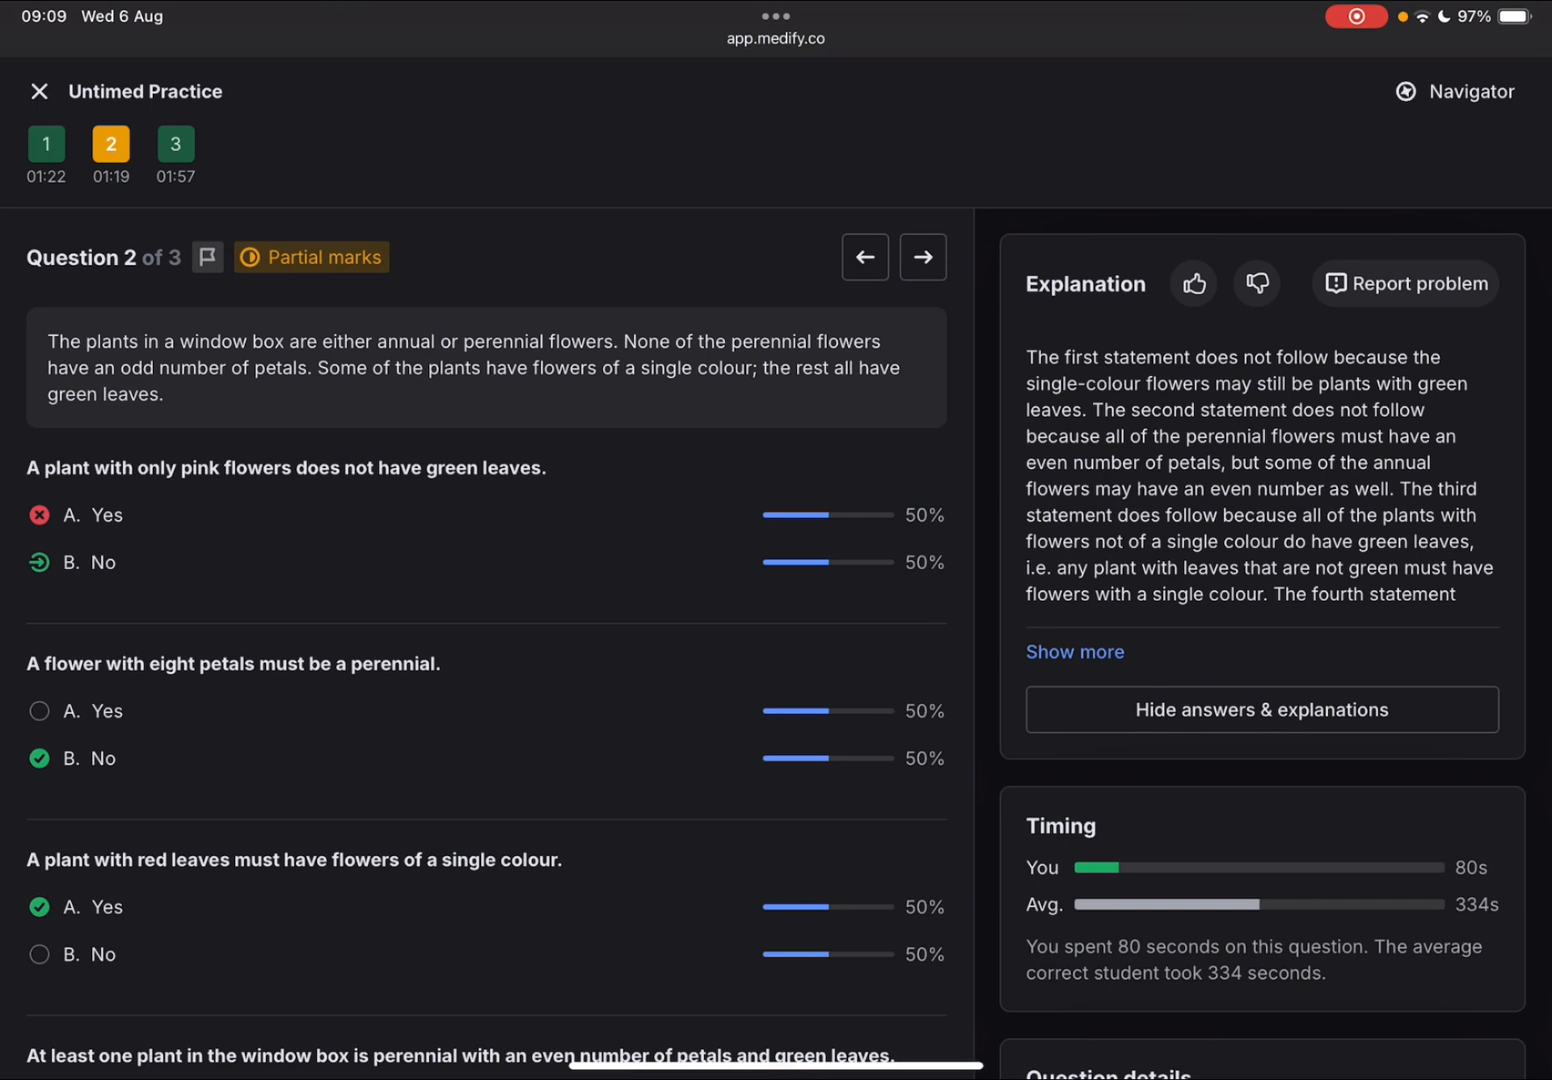 09:09 Wed 6 Aug
97%
app.medify.co
Untimed Practice
Navigator
1 2 3
01:22 01:19 01:57
Question 2 of 3
Partial marks
The plants in a window box are either annual or perennial flowers. None of the perennial flowers
have an odd number of petals. Some of the plants have flowers of a single colour; the rest all have
green leaves.
A plant with only pink flowers does not have green leaves.
A. Yes 50%
B. No 50%
A flower with eight petals must be a perennial.
A. Yes 50%
B. No 50%
A plant with red leaves must have flowers of a single colour.
A. Yes 50%
B. No 50%
At least one plant in the window box is perennial with an even number of petals and green leaves.
Explanation
Report problem
The first statement does not follow because the
single-colour flowers may still be plants with green
leaves. The second statement does not follow
because all of the perennial flowers must have an
even number of petals, but some of the annual
flowers may have an even number as well. The third
statement does follow because all of the plants with
flowers not of a single colour do have green leaves,
i.e. any plant with leaves that are not green must have
flowers with a single colour. The fourth statement
Show more
Hide answers & explanations
Timing
You 80s
Avg. 334s
You spent 80 seconds on this question. The average
correct student took 334 seconds.
Question details